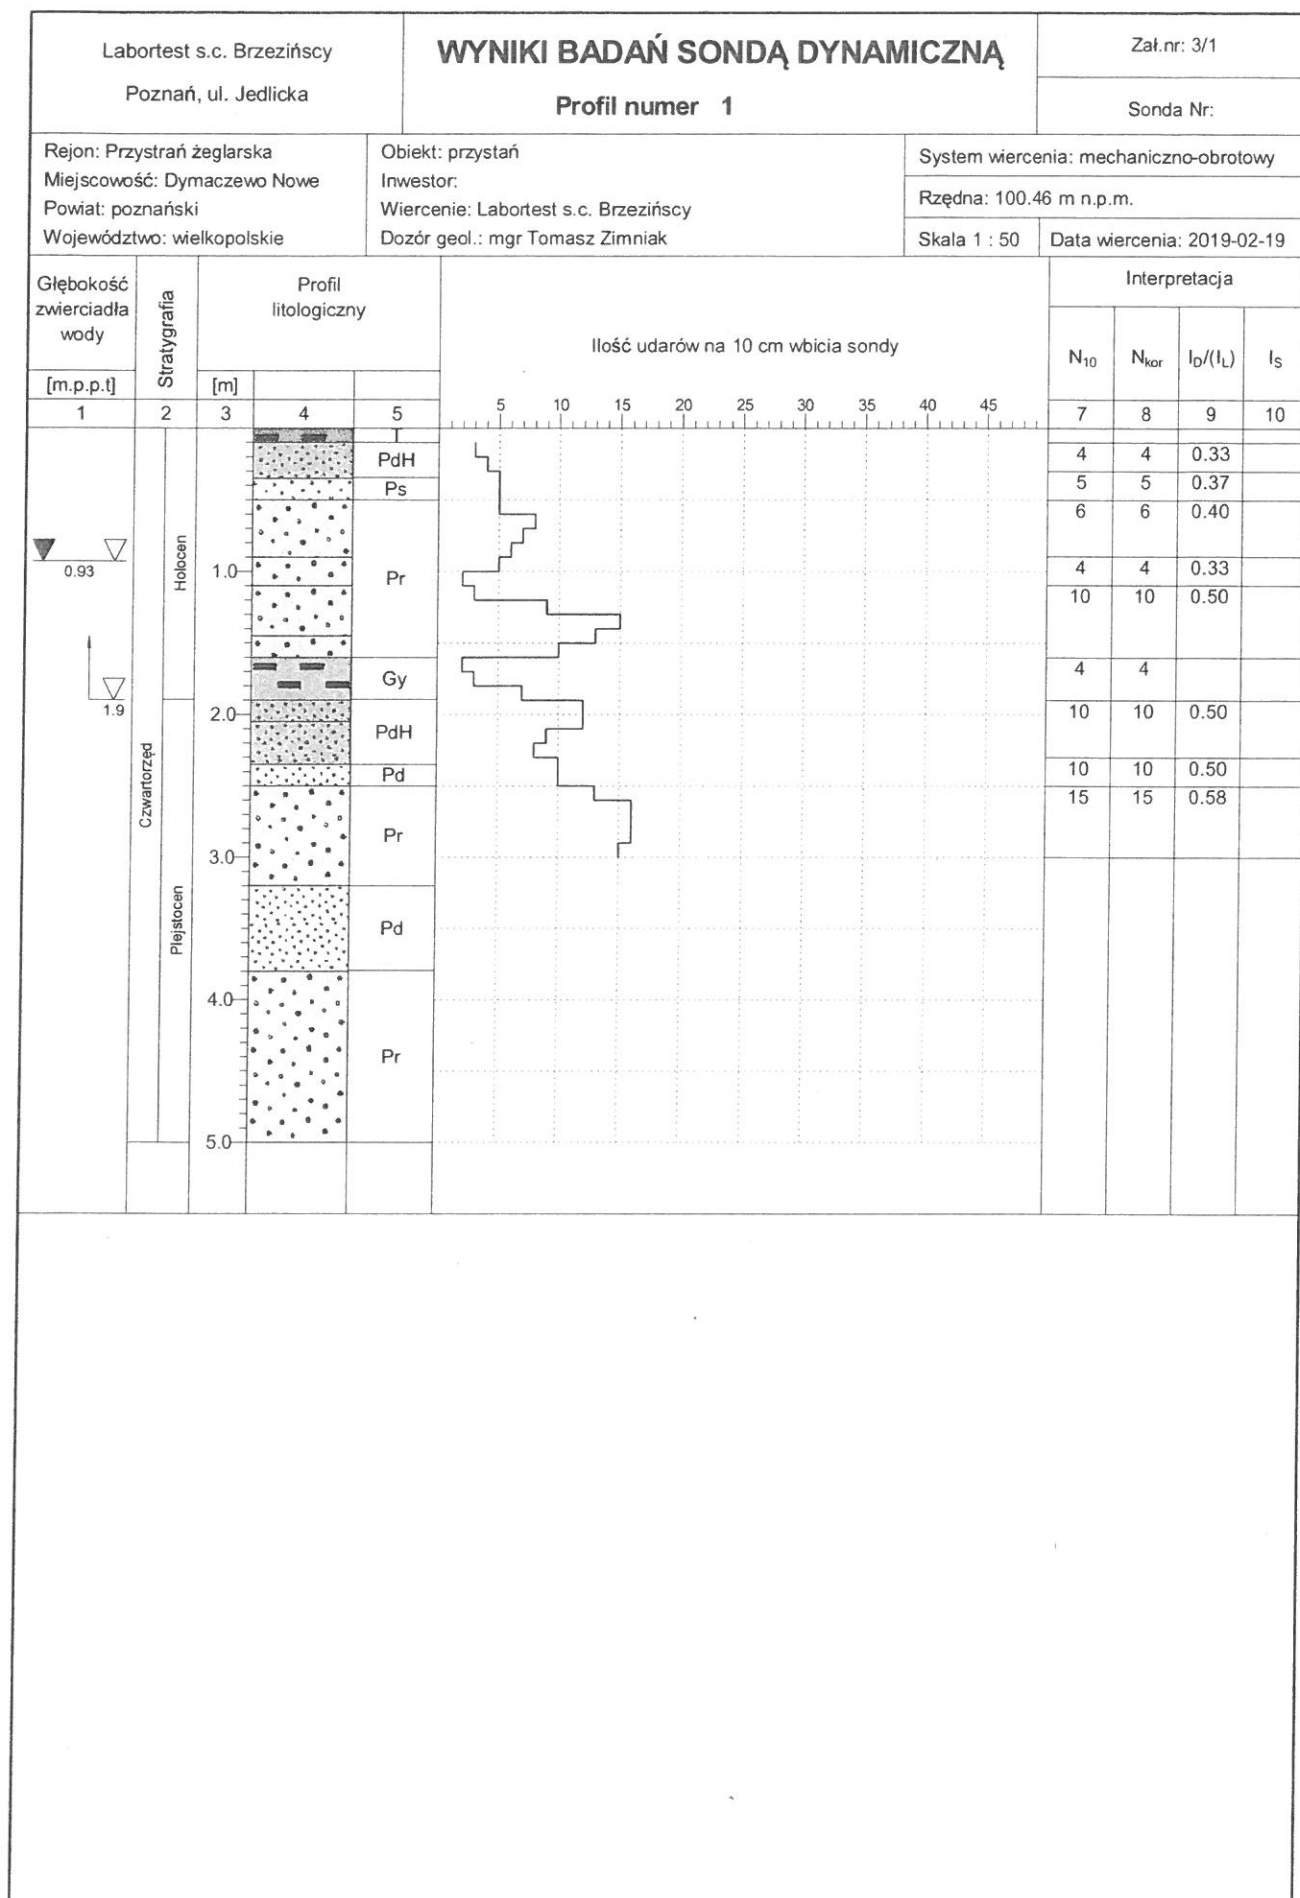 Labortest s.c. Brzezińscy
Poznań, ul. Jedlicka
WYNIKI BADAŃ SONDĄ DYNAMICZNĄ
Profil numer 1
Zał.nr: 3/1
Sonda Nr:
Rejon: Przystrań żeglarska
Miejscowość: Dymaczewo Nowe
Powiat: poznański
Województwo: wielkopolskie
Obiekt: przystań
Inwestor:
Wiercenie: Labortest s.c. Brzezińscy
Dozór geol.: mgr Tomasz Zimniak
System wiercenia: mechaniczno-obrotowy
Rzędna: 100.46 m n.p.m.
Skala 1 : 50 Data wiercenia: 2019-02-19
Głębokość
zwierciadła
wody
[m.p.p.t]
Stratygrafia
Profil
litologiczny
[m]
Ilość udarów na 10 cm wbicia sondy
Interpretacja
N10 Nkor ID/(IL) IS
1 2 3 4 5
5 10 15 20 25 30 35 40 45
7 8 9 10
T
PdH 4 4 0.33
Ps 5 5 0.37
6 6 0.40
0.93
Holocen
1.0 Pr 4 4 0.33
10 10 0.50
Gy 4 4
1.9
2.0 10 10 0.50
PdH
Pd 10 10 0.50
15 15 0.58
Czwartorzęd
Pr
3.0
Plejstocen
Pd
4.0
Pr
5.0